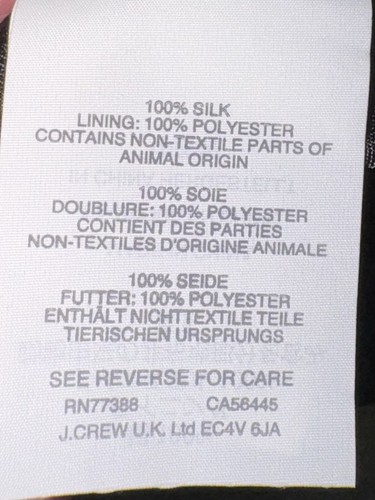 100% SILK
LINING: 100% POLYESTER
CONTAINS NON-TEXTILE PARTS OF
ANIMAL ORIGIN
100% SOIE
DOUBLURE: 100% POLYESTER
CONTIENT DES PARTIES
NON-TEXTILES D'ORIGINE ANIMALE
100% SEIDE
FUTTER: 100% POLYESTER
ENTHÄLT NICHTTEXTILE TEILE
TIERISCHEN URSPRUNGS
SEE REVERSE FOR CARE
RN77388 CA56445
J.CREW U.K. Ltd EC4V 6JA